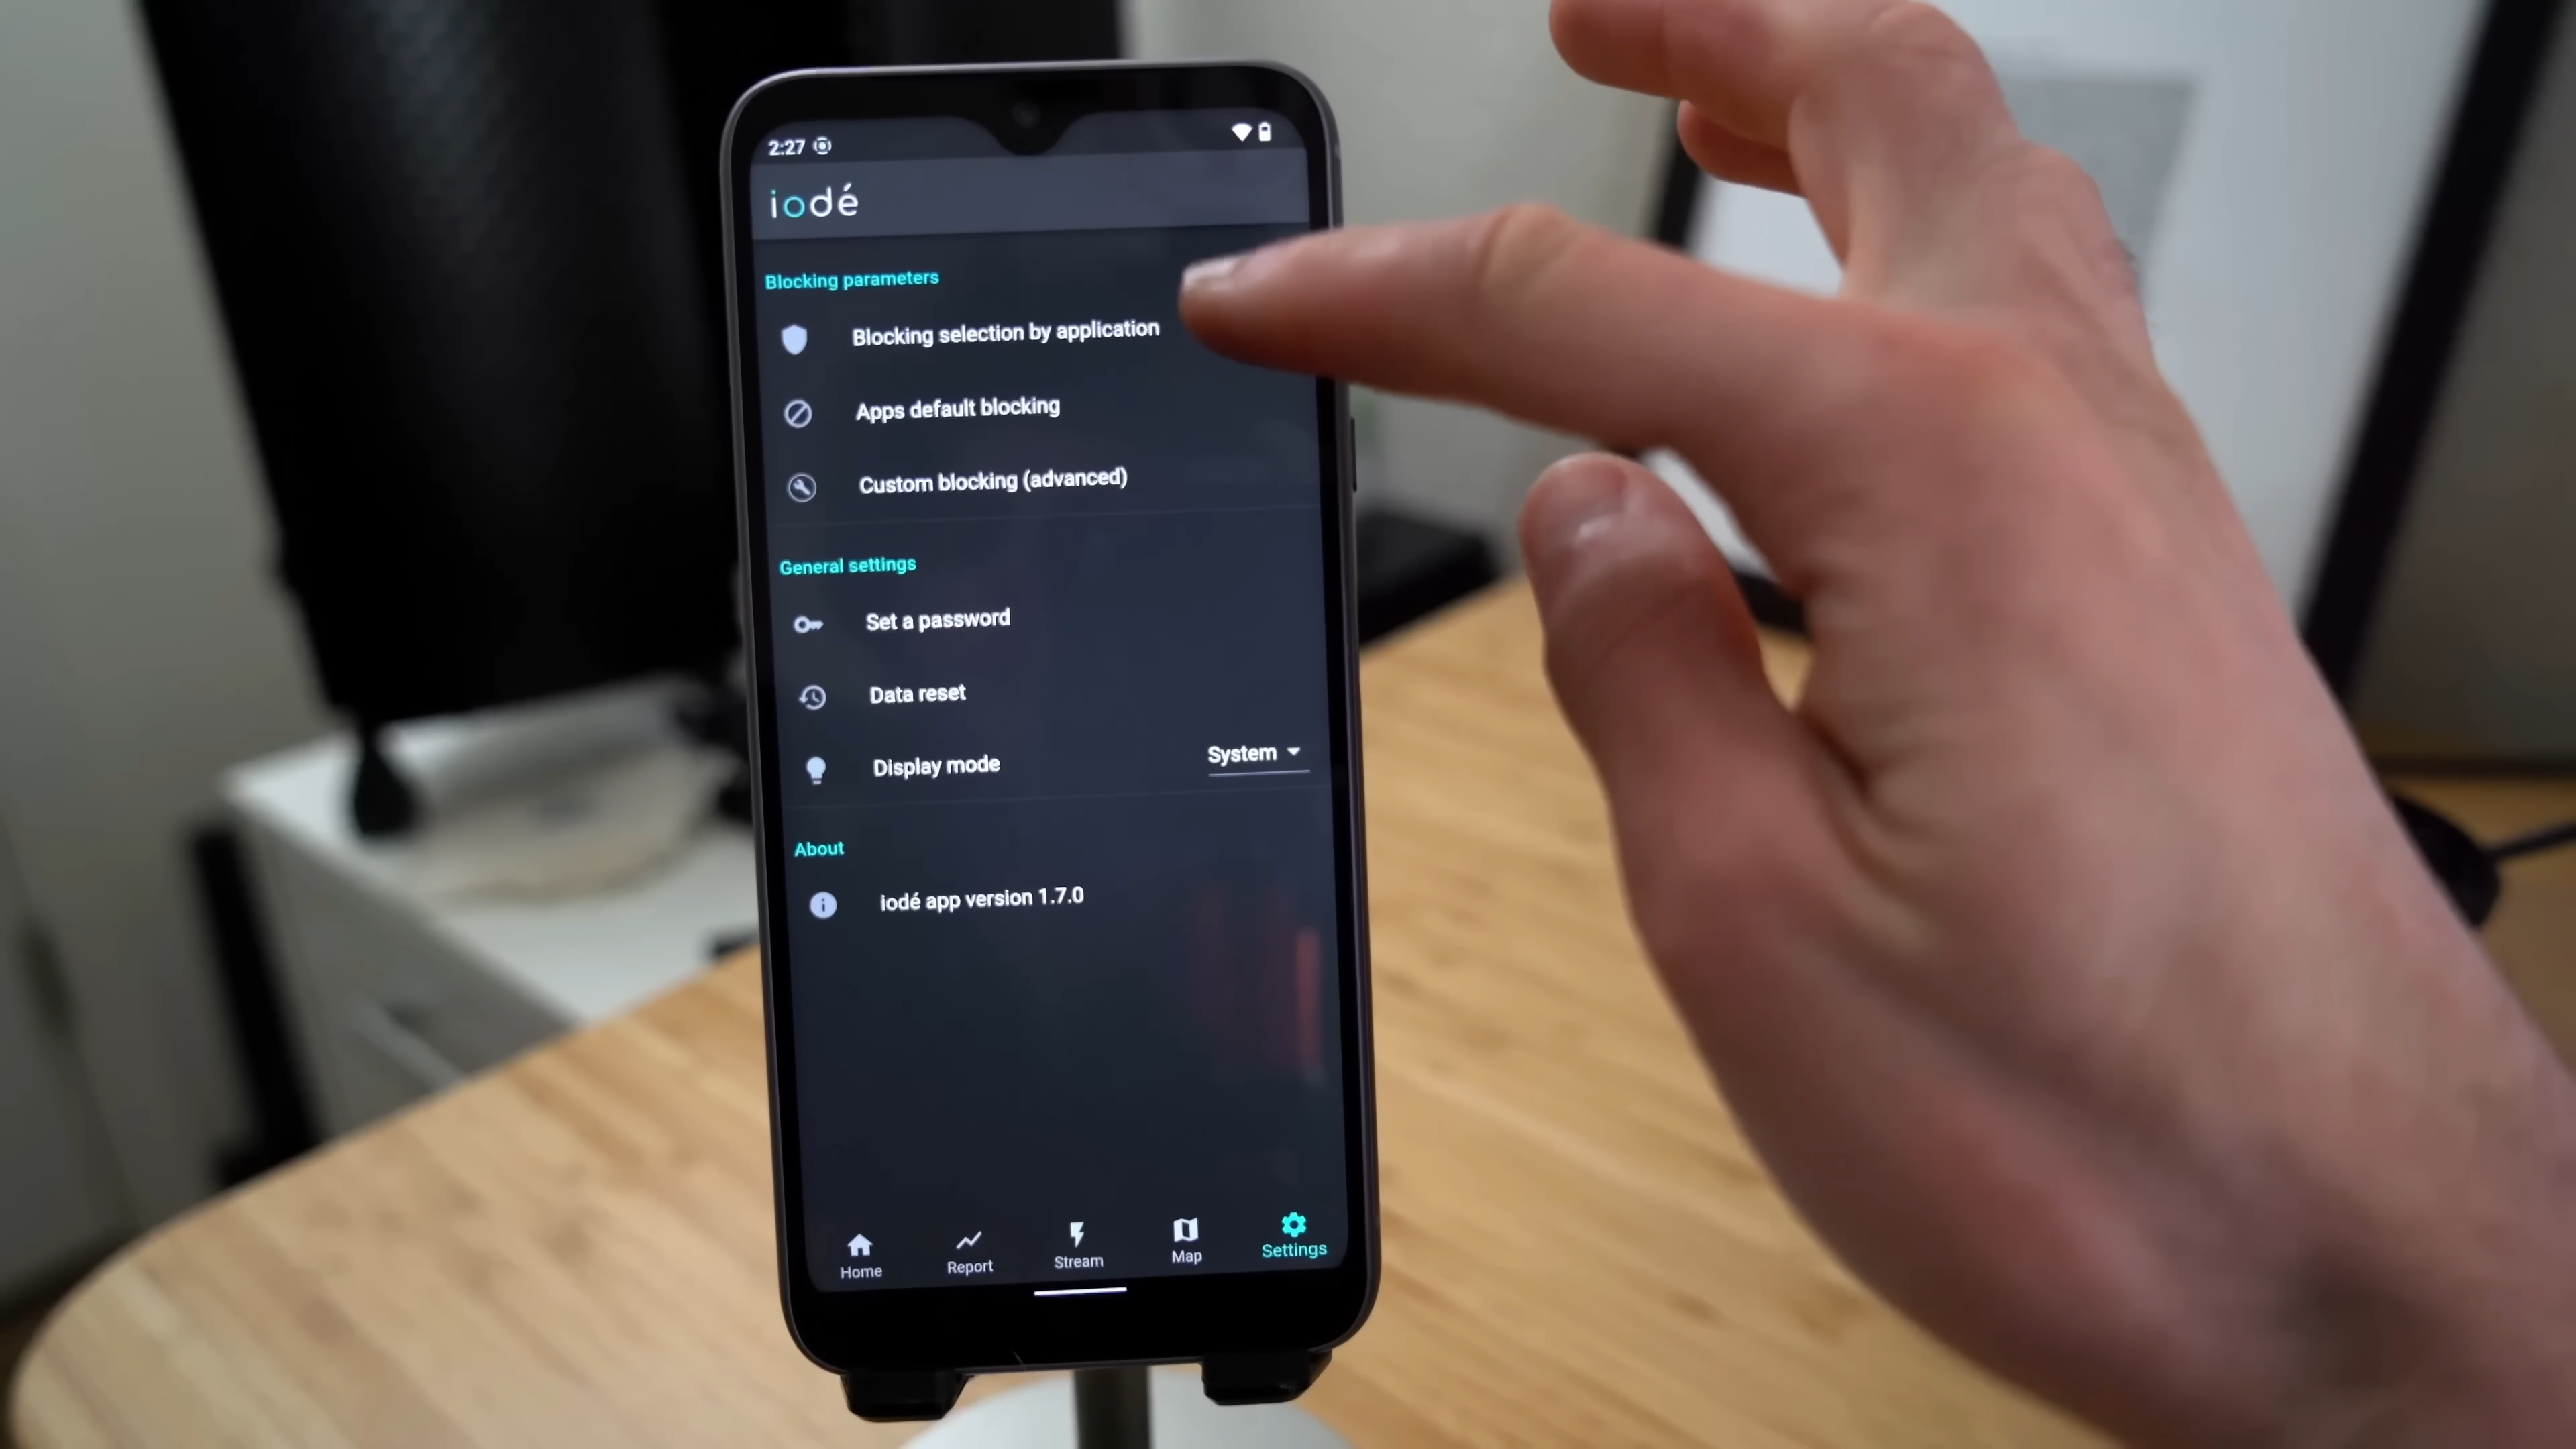 2:27
iodé
Blocking parameters
Blocking selection by application
Apps default blocking
Custom blocking (advanced)
General settings
Set a password
Data reset
Display mode System
About
iodé app version 1.7.0
Home Report Stream Map Settings